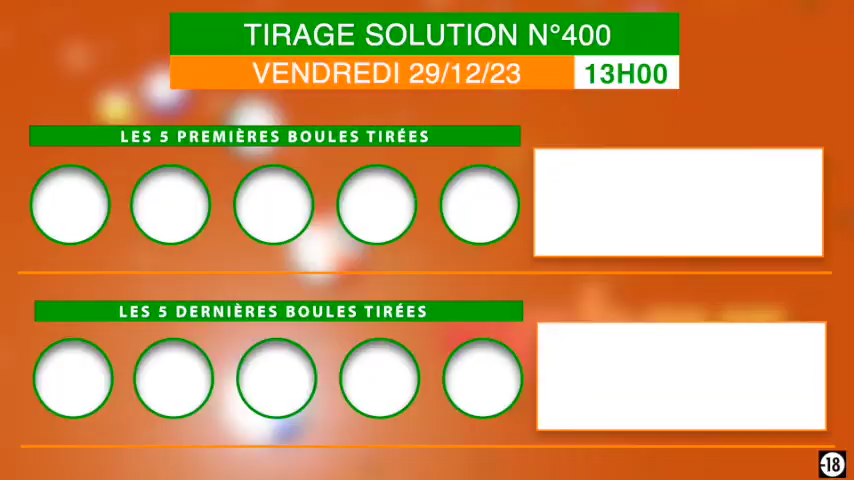 TIRAGE SOLUTION N°400
VENDREDI 29/12/23 13H00
LES 5 PREMIÈRES BOULES TIRÉES
LES 5 DERNIÈRES BOULES TIRÉES
-18